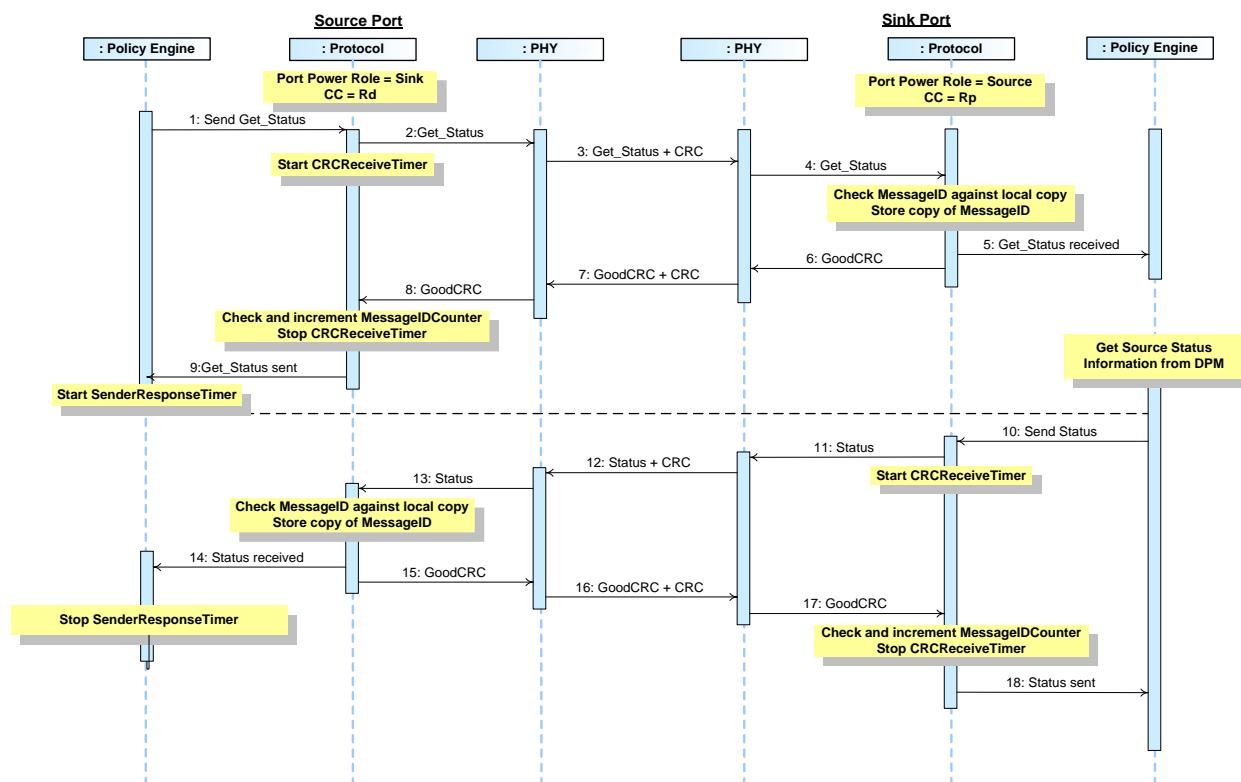 Source Port
Sink Port
: Policy Engine
: Protocol
: PHY
: PHY
: Protocol
: Policy Engine
Port Power Role = Sink
CC = Rd
Port Power Role = Source
CC = Rp
1: Send Get_Status
2:Get_Status
Start CRCReceiveTimer
3: Get_Status + CRC
4: Get_Status
Check MessageID against local copy
Store copy of MessageID
5: Get_Status received
6: GoodCRC
7: GoodCRC + CRC
8: GoodCRC
Check and increment MessageIDCounter
Stop CRCReceiveTimer
9:Get_Status sent
Start SenderResponseTimer
Get Source Status
Information from DPM
10: Send Status
11: Status
Start CRCReceiveTimer
12: Status + CRC
13: Status
Check MessageID against local copy
Store copy of MessageID
14: Status received
15: GoodCRC
16: GoodCRC + CRC
17: GoodCRC
Stop SenderResponseTimer
Check and increment MessageIDCounter
Stop CRCReceiveTimer
18: Status sent